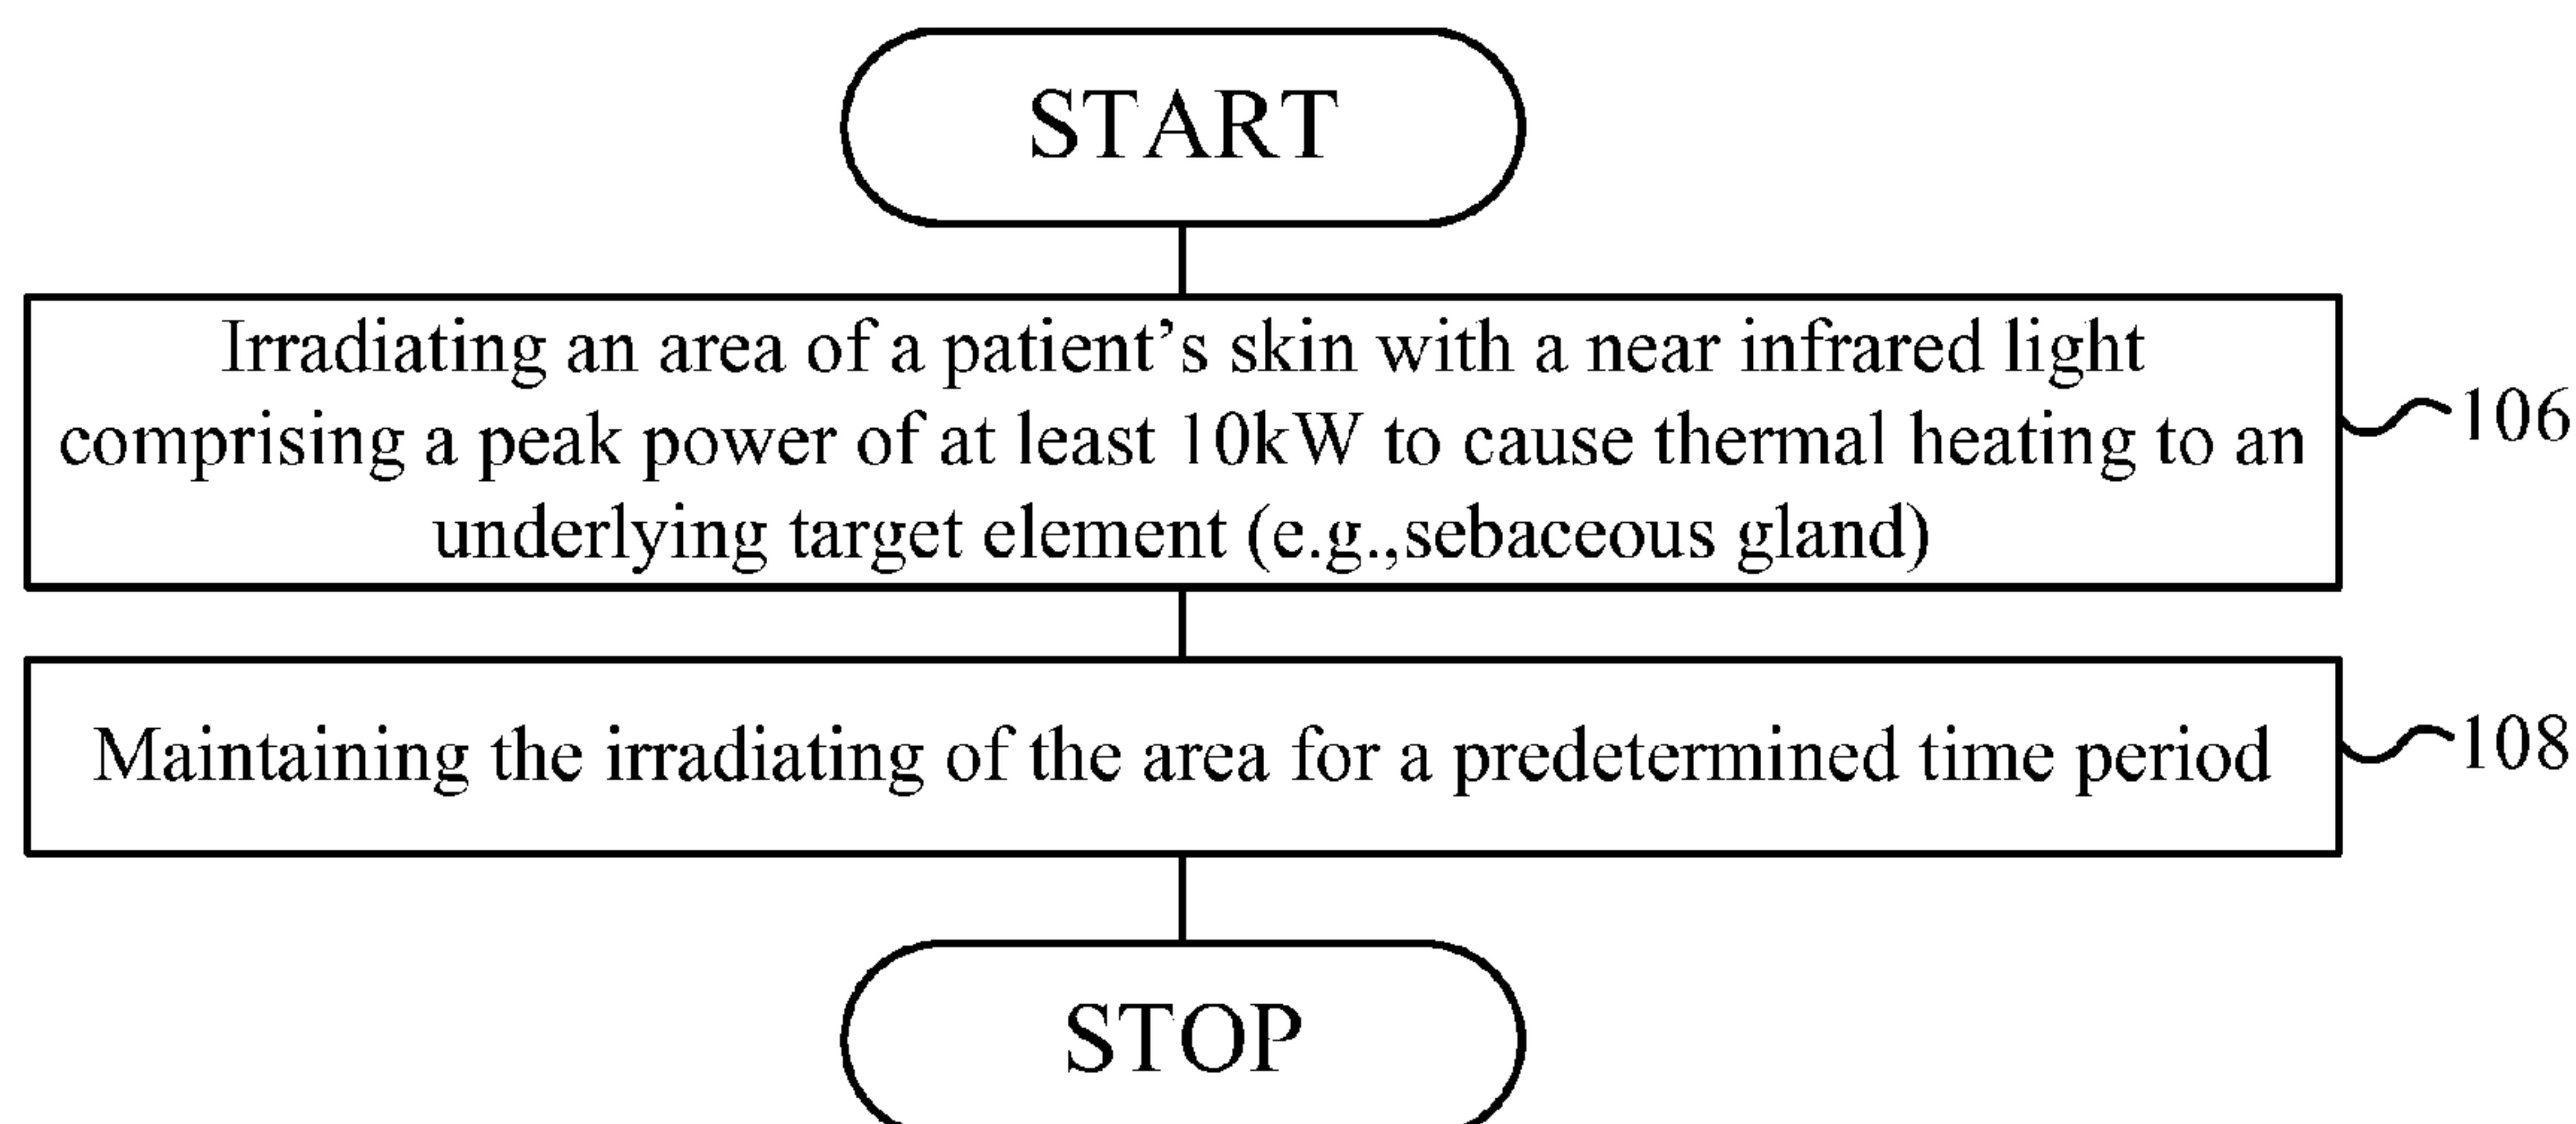 START
Irradiating an area of a patient’s skin with a near infrared light
comprising a peak power of at least 10kW to cause thermal heating to an
underlying target element (e.g.,sebaceous gland)
106
Maintaining the irradiating of the area for a predetermined time period
108
STOP